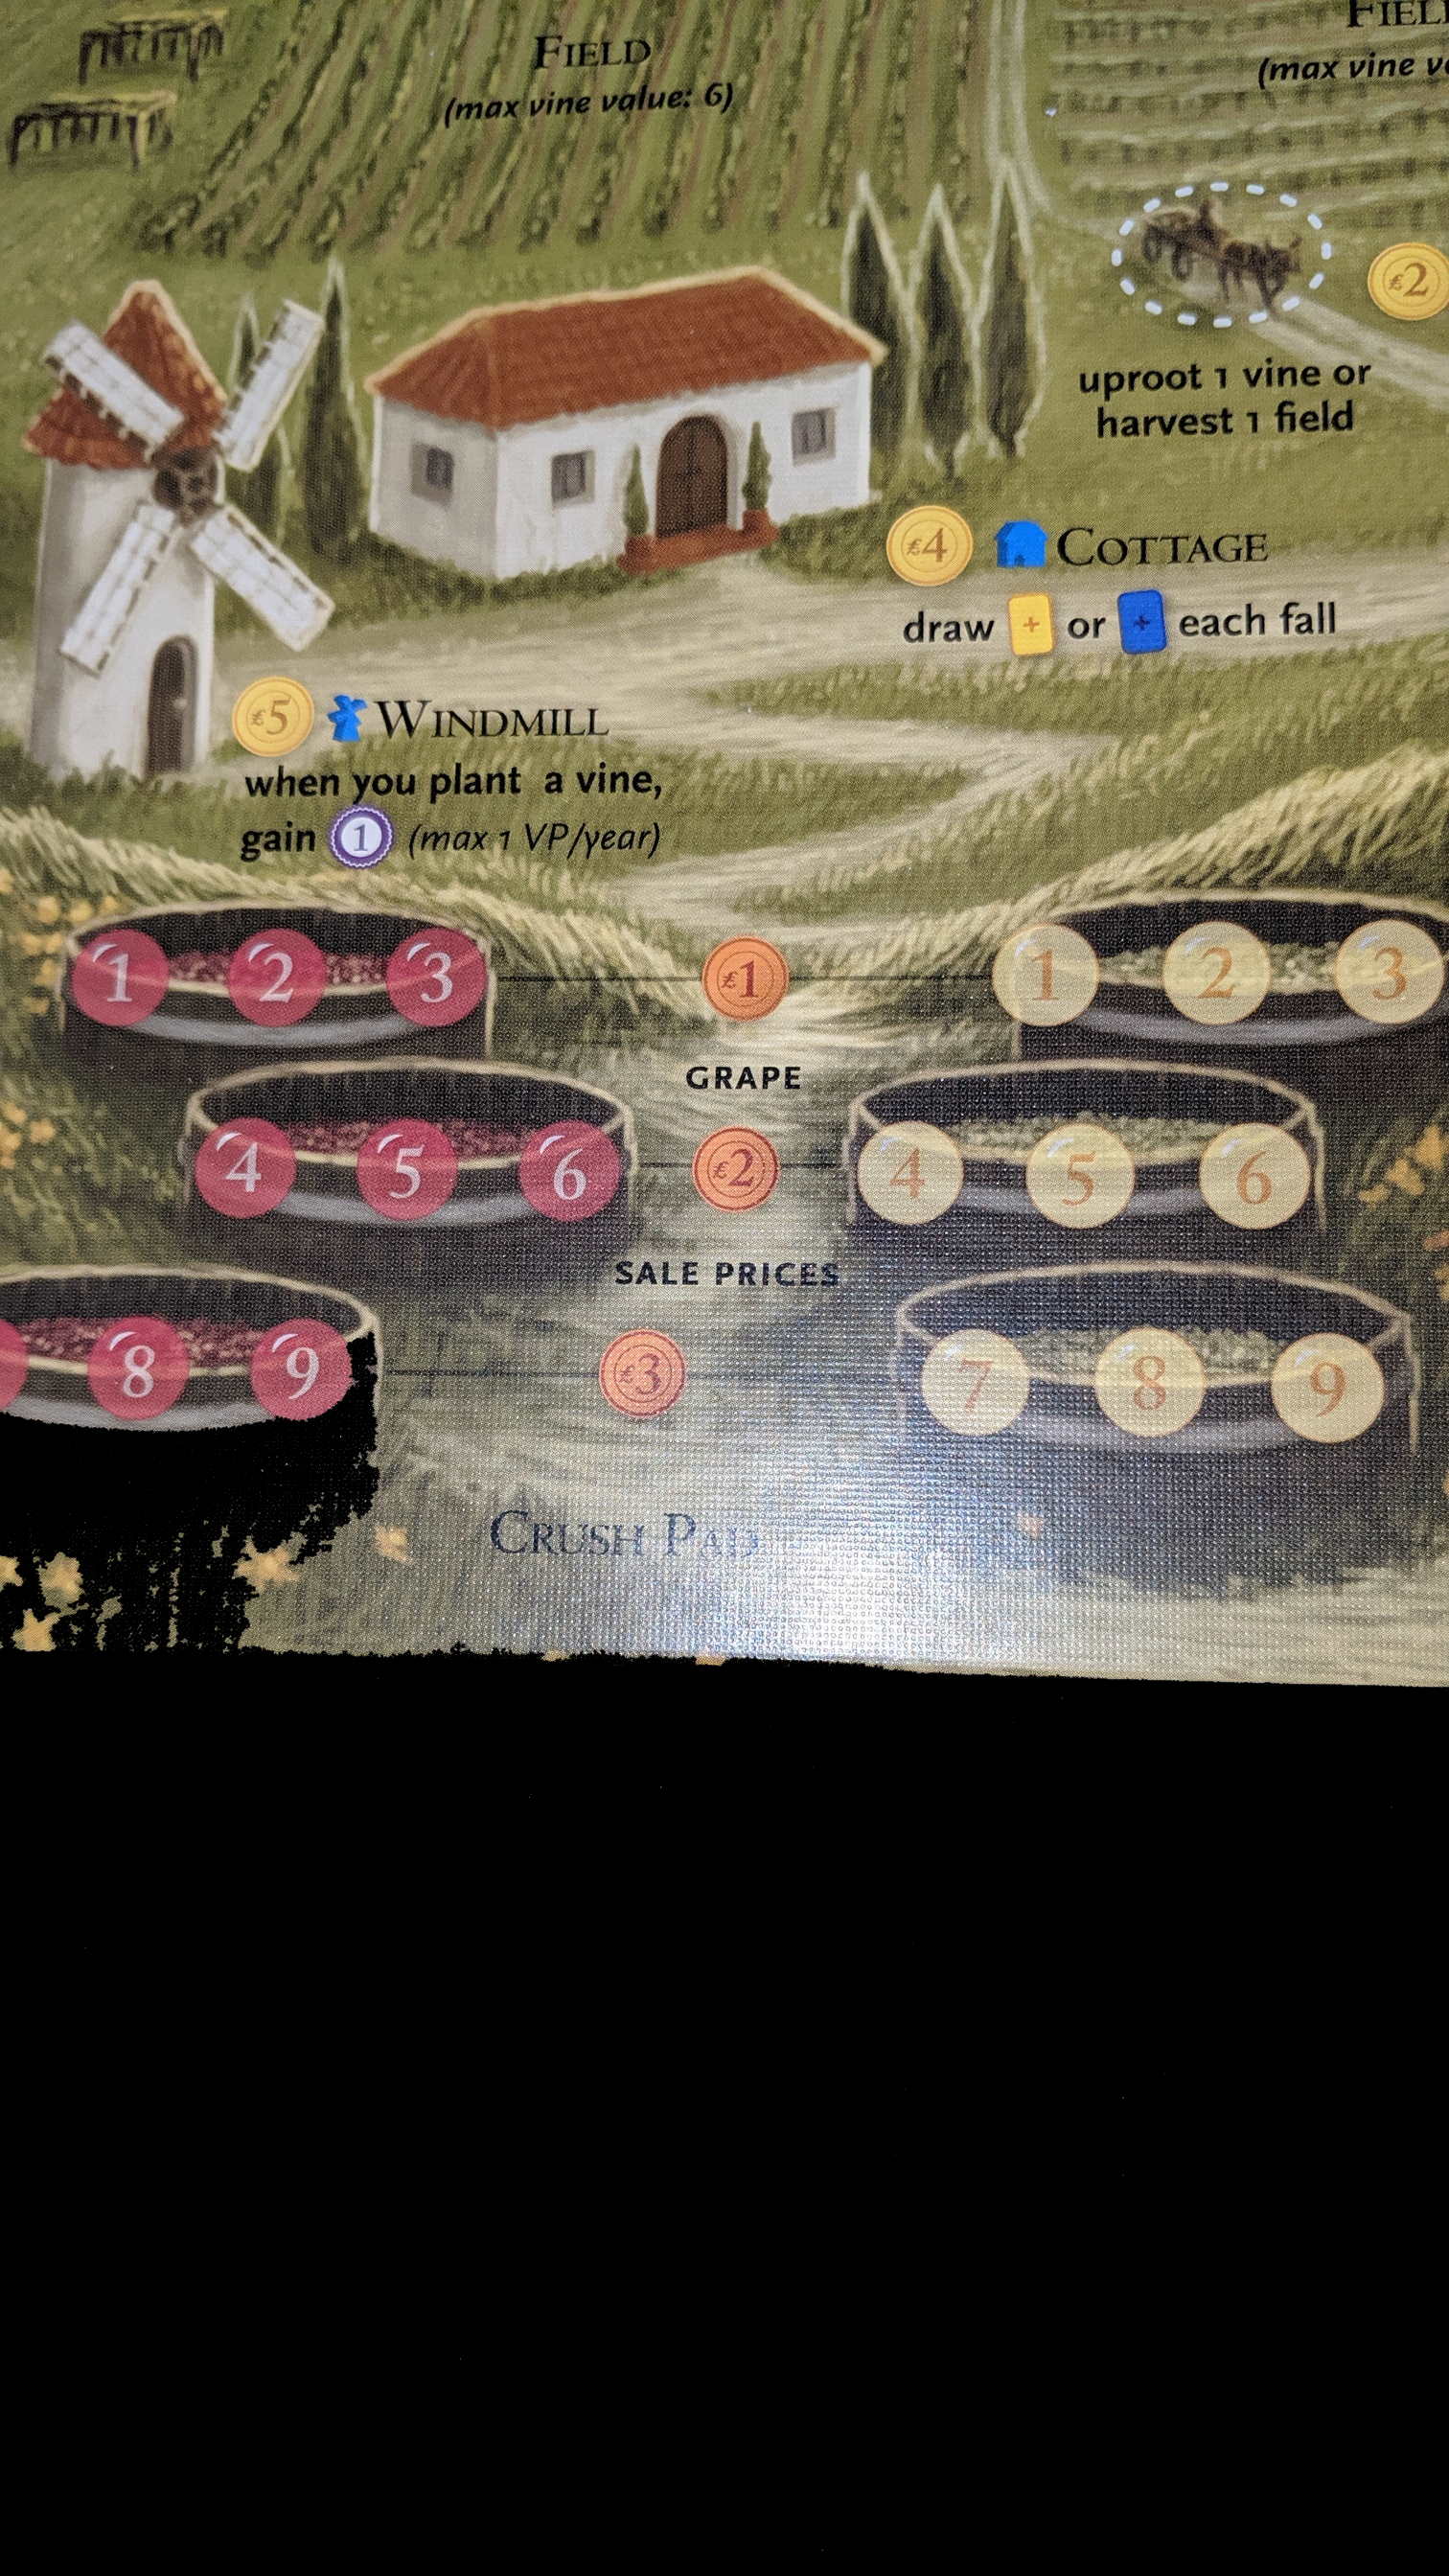 FIELD
(max vine value: 6)
(max vine
£2
uproot 1 vine or
harvest 1 field
£4 COTTAGE
draw + or + each fall
£5 WINDMILL
when you plant a vine,
gain 1 (max 1 VP/year)
1 2 3 £1 1 2 3
GRAPE
4 5 6 £2 4 5 6
SALE PRICES
8 9 £3 7 8 9
CRUSH PAD